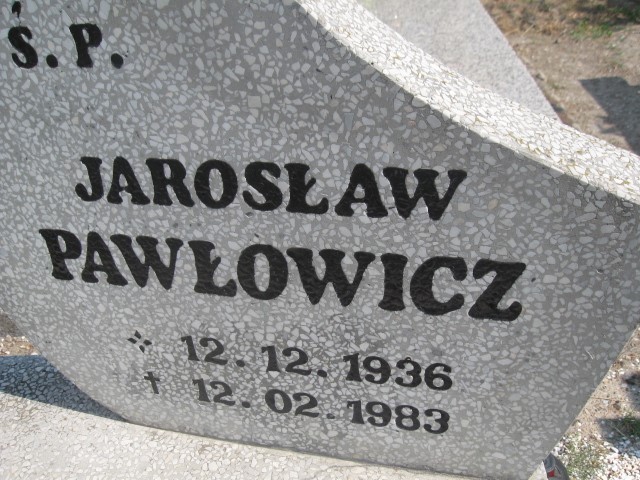 Ś.P.
JAROSŁAW
PAWŁOWICZ
* 12.12.1936
† 12.02.1983